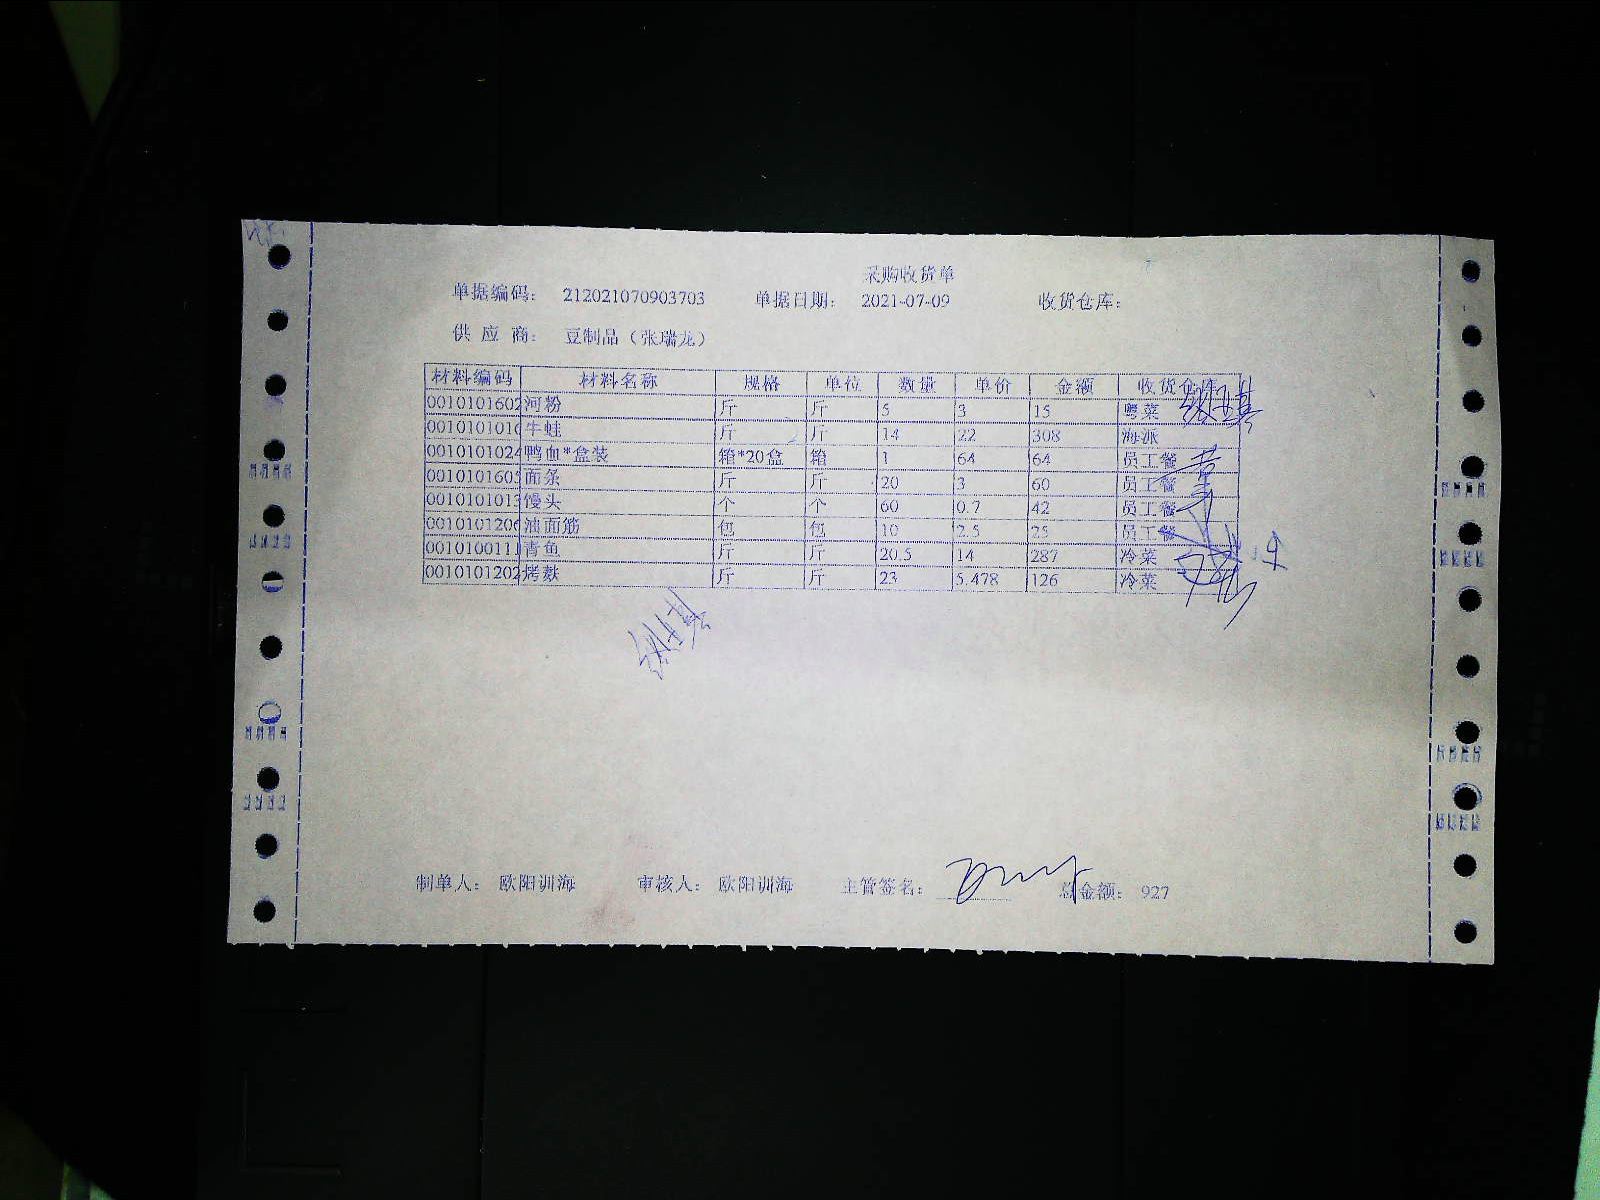 采购收货单
单据编码： 212021070903703 单据日期： 2021-07-09 收货仓库：
供 应 商： 豆制品（张瑞龙）
材料编码 材料名称 规格 单位 数量 单价 金额 收货仓库
0010101602 河粉 斤 斤 5 3 15 粤菜
0010101010 牛蛙 斤 斤 14 22 308 海派
0010101024 鸭血*盒装 箱*20盒 箱 1 64 64 员工餐
001010160 面条 斤 斤 20 3 60 员工餐
0010101013 馒头 个 个 60 0.7 42 员工餐
001010120 油面筋 包 包 10 2.5 25 员工餐
0010100111 青鱼 斤 斤 20.5 14 287 冷菜
0010101202 烤麸 斤 斤 23 5.478 126 冷菜
制单人： 欧阳训海 审核人： 欧阳训海 主管签名： 总金额： 927